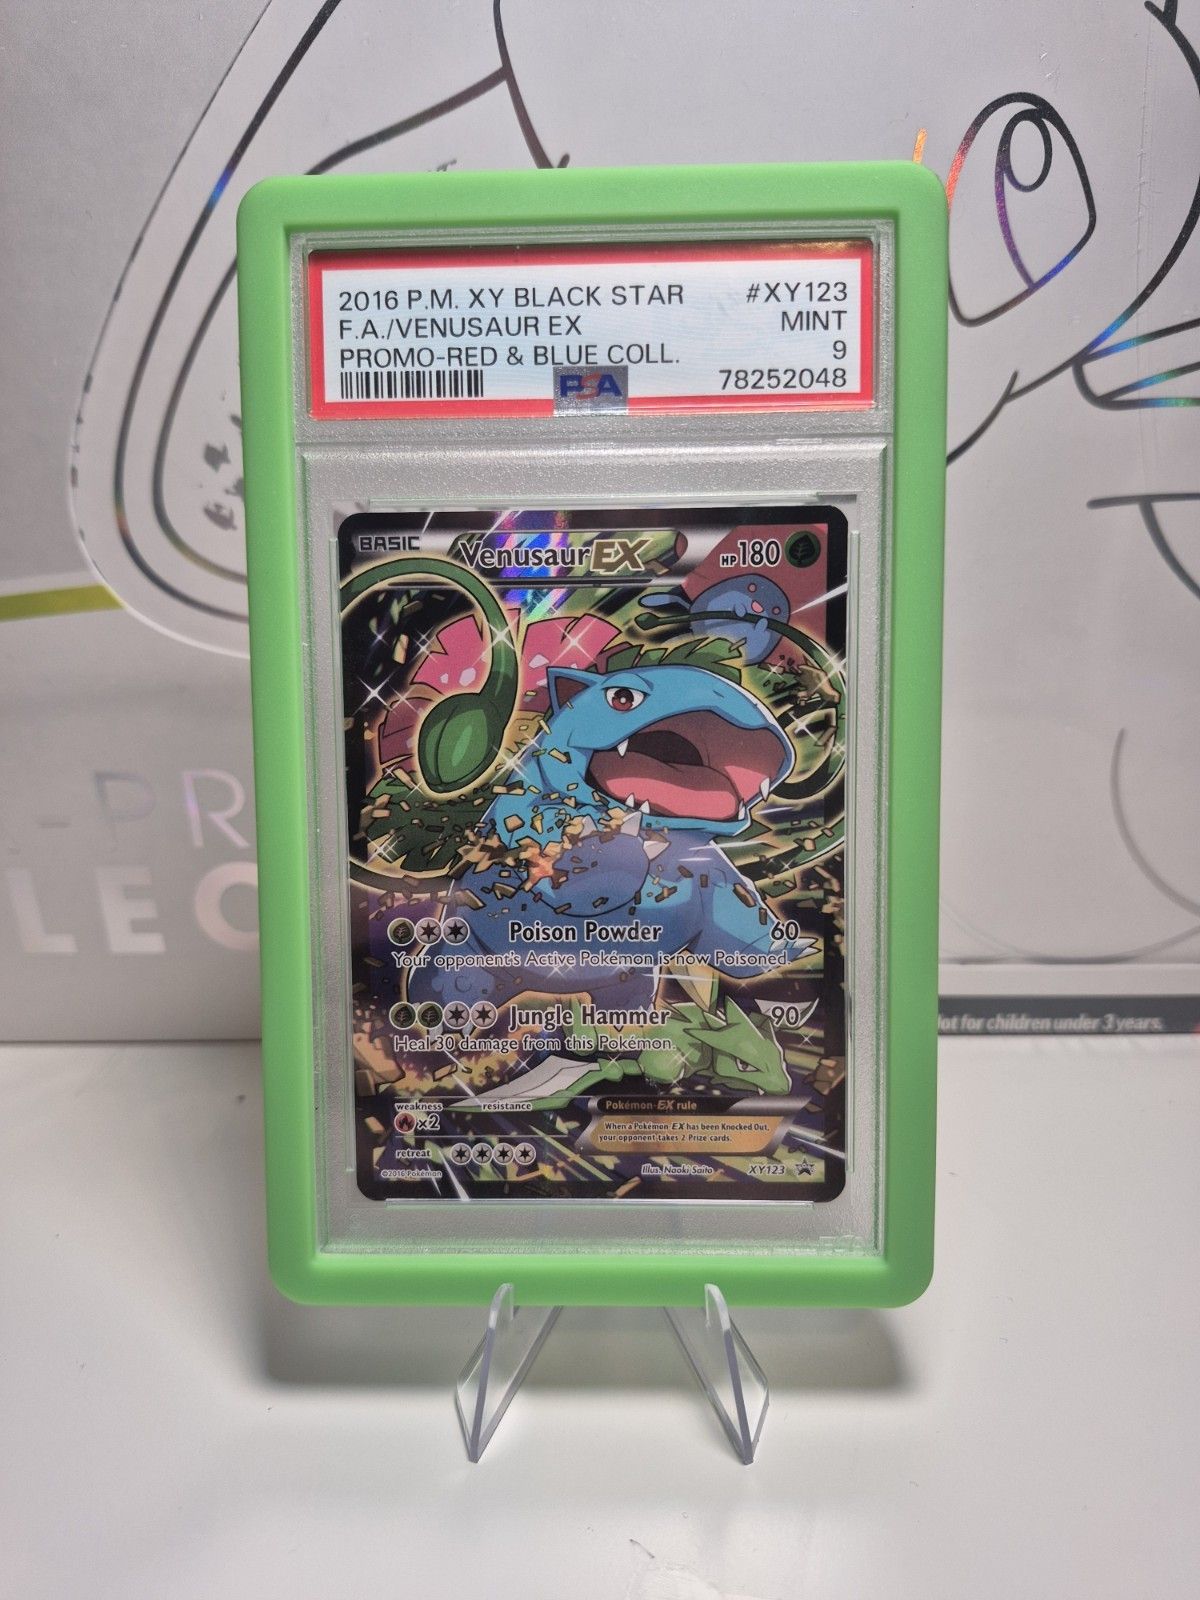 2016 P.M. XY BLACK STAR #XY123
F.A./VENUSAUR EX MINT
PROMO-RED & BLUE COLL. 9
PSA 78252048
BASIC Venusaur EX HP 180
Poison Powder 60
Your opponent's Active Pokémon is now Poisoned.
Jungle Hammer 90
Heal 30 damage from this Pokémon.
weakness resistance
×2
retreat
Pokémon-EX rule
When a Pokémon-EX has been Knocked Out,
your opponent takes 2 Prize cards.
©2016 Pokémon Illus. Naoki Saito XY123
for children under 3 years.